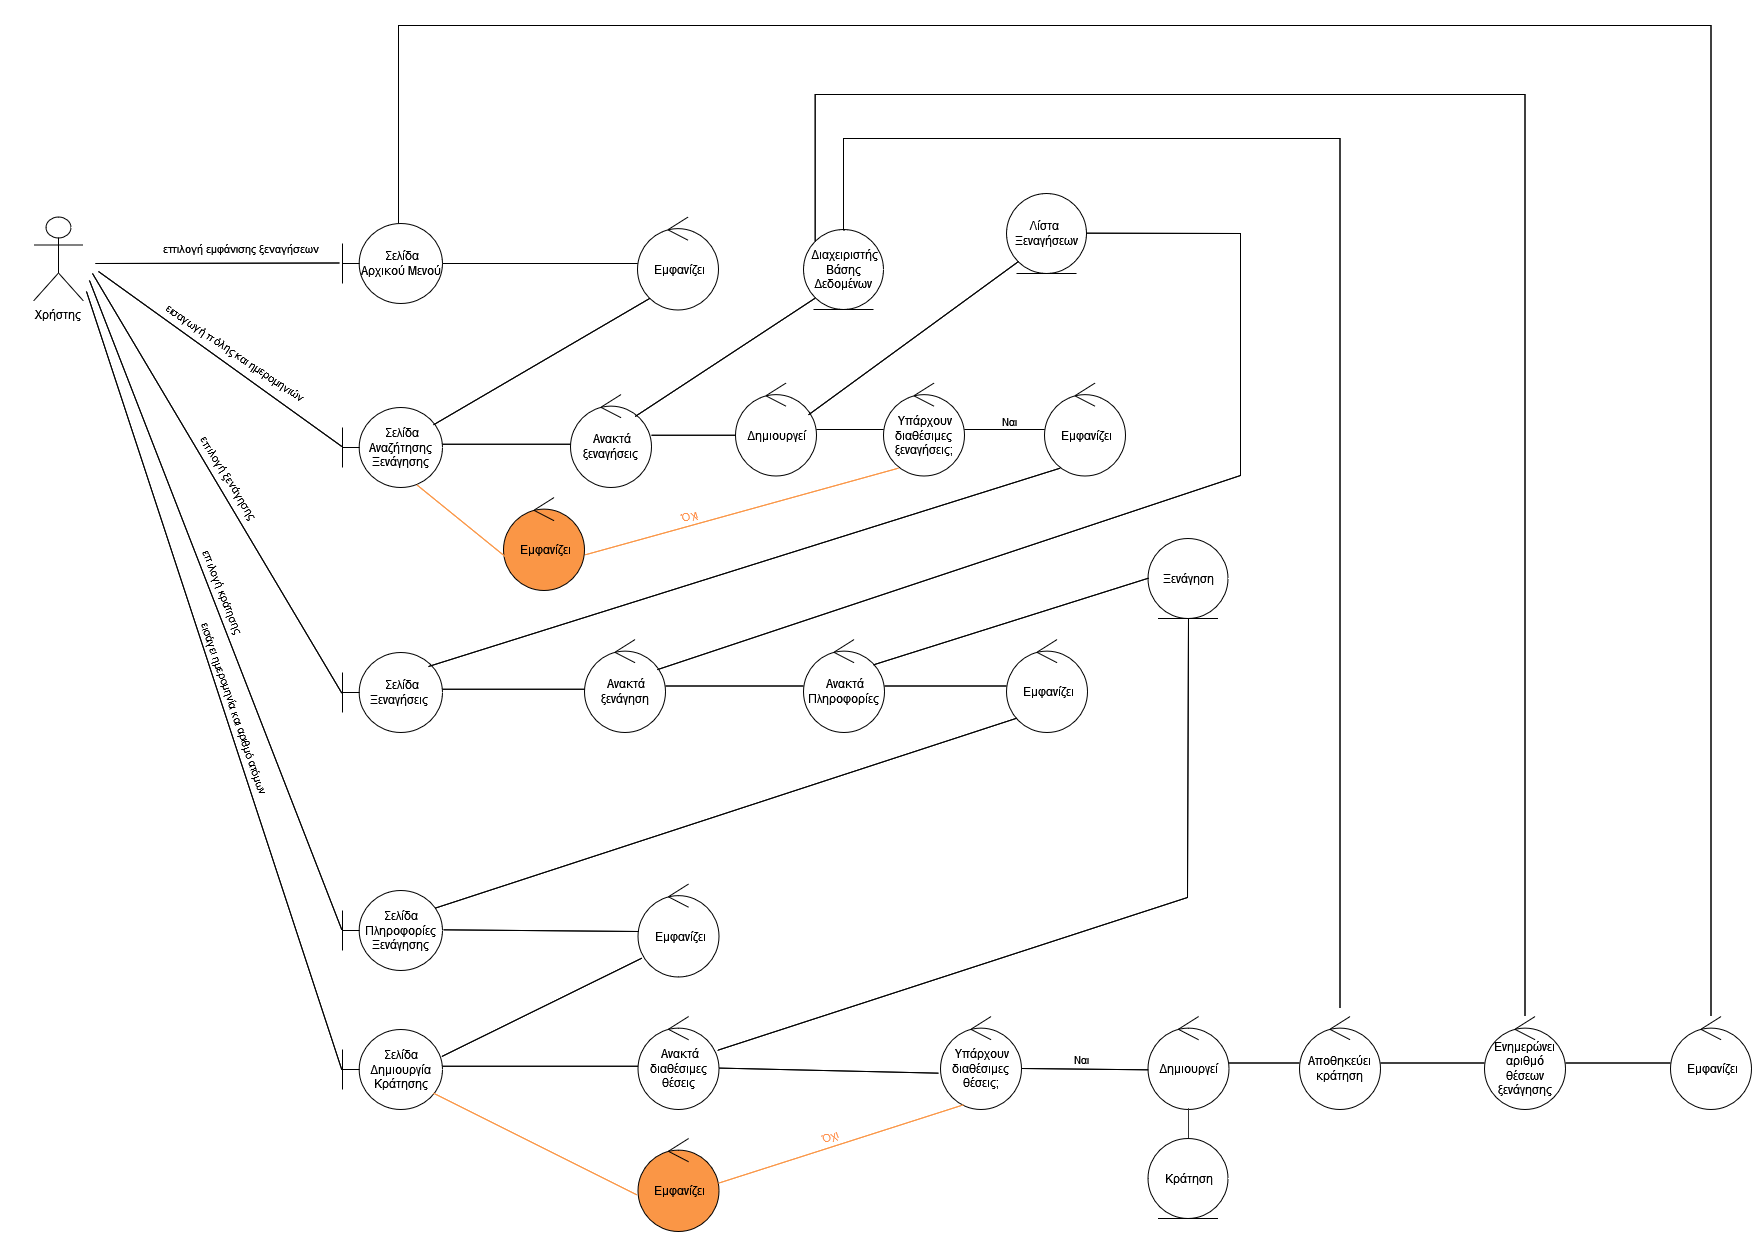 Χρήστης
επιλογή εμφάνισης ξεναγήσεων
Σελίδα
Αρχικού Μενού
Εμφανίζει
Διαχειριστής
Βάσης
Δεδομένων
Λίστα
Ξεναγήσεων
εισαγωγή πόλης και ημερομηνιών
Σελίδα
Αναζήτησης
Ξενάγησης
Ανακτά
ξεναγήσεις
Δημιουργεί
Υπάρχουν
διαθέσιμες
ξεναγήσεις;
Ναι
Εμφανίζει
Όχι
Εμφανίζει
επιλογή ξενάγησης
Ξενάγηση
Σελίδα
Ξεναγήσεις
Ανακτά
ξενάγηση
Ανακτά
Πληροφορίες
Εμφανίζει
επιλογή κράτησης
Σελίδα
Πληροφορίες
Ξενάγησης
Εμφανίζει
εισάγει ημερομηνία και αριθμό ατόμων
Σελίδα
Δημιουργία
Κράτησης
Ανακτά
διαθέσιμες
θέσεις
Υπάρχουν
διαθέσιμες
θέσεις;
Ναι
Δημιουργεί
Αποθηκεύει
κράτηση
Ενημερώνει
αριθμό
θέσεων
ξενάγησης
Εμφανίζει
Όχι
Εμφανίζει
Κράτηση